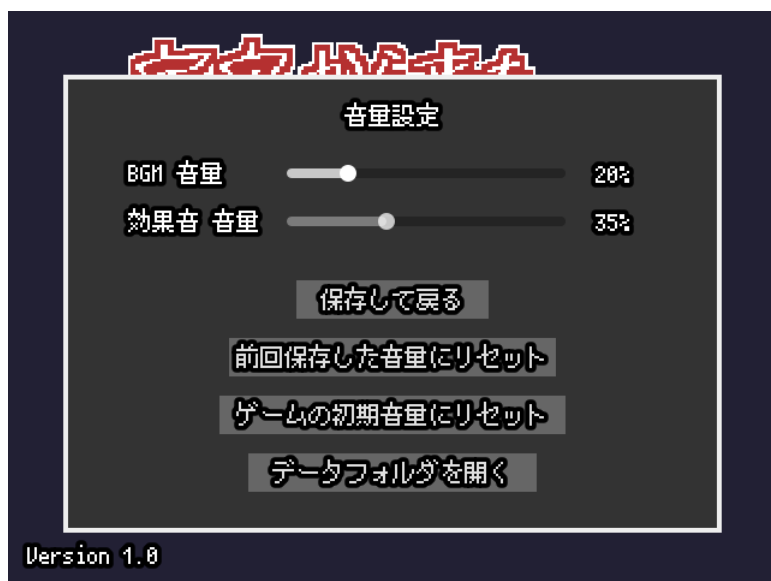 音量設定
BGM 音量 20%
効果音 音量 35%
保存して戻る
前回保存した音量にリセット
ゲームの初期音量にリセット
データフォルダを開く
Version 1.0